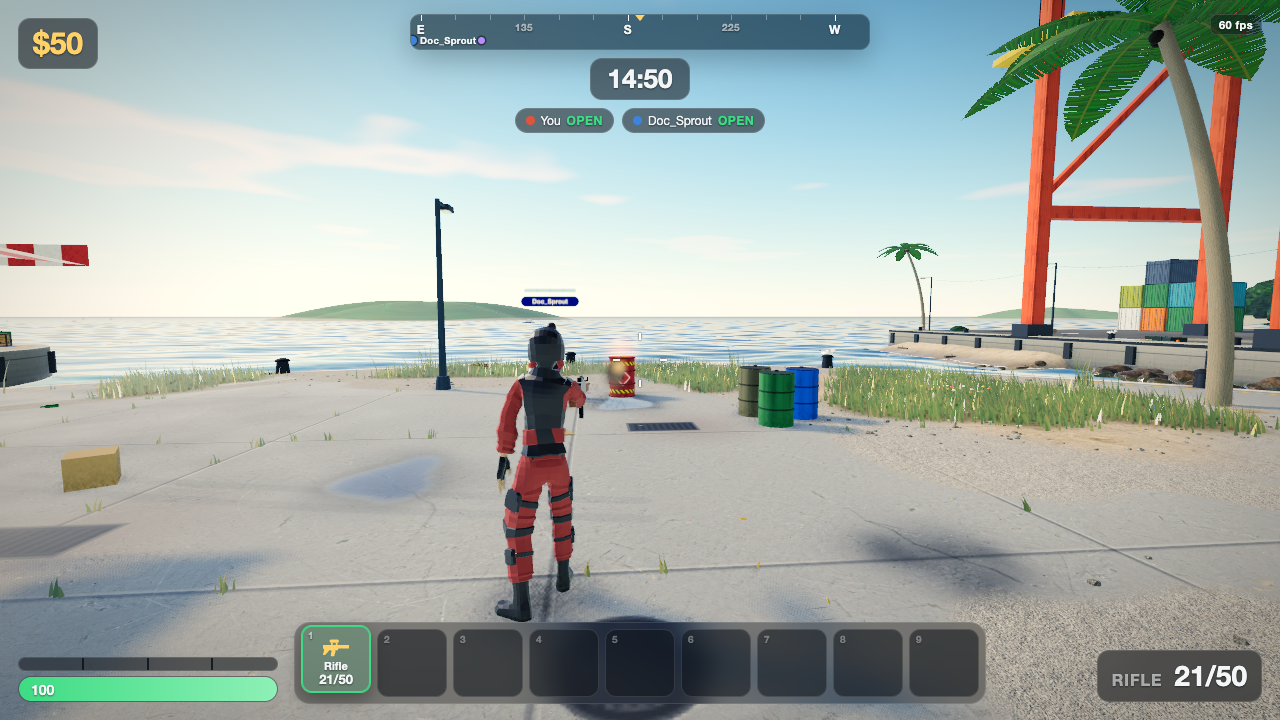 $50
E 135 S 225 W
Doc_Sprout
60 fps
14:50
You OPEN
Doc_Sprout OPEN
Doc_Sprout
1 2 3 4 5 6 7 8 9
Rifle
21/50
100
RIFLE 21/50